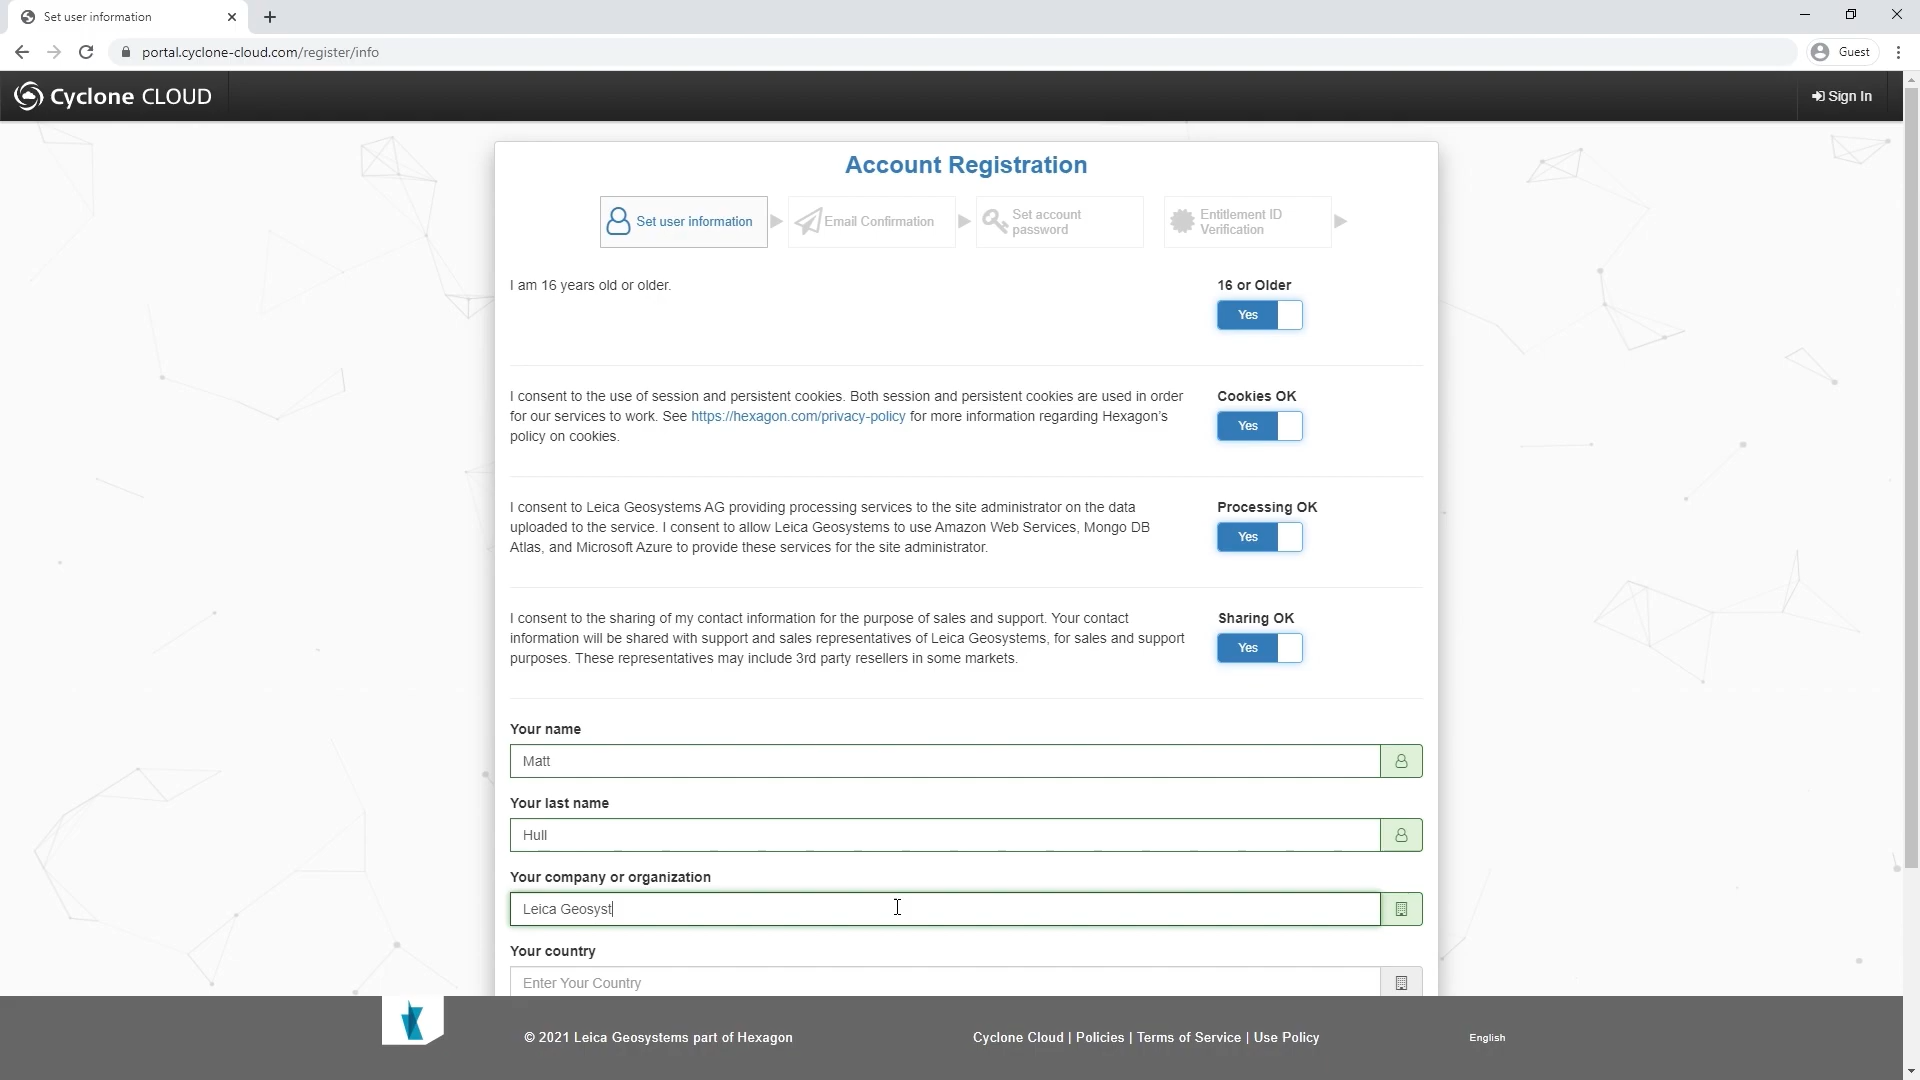 Set user information
portal.cyclone-cloud.com/register/info
Guest
Cyclone CLOUD
Sign In
Account Registration
Set user information
Email Confirmation
Set account
password
Entitlement ID
Verification
I am 16 years old or older.
16 or Older
Yes
I consent to the use of session and persistent cookies. Both session and persistent cookies are used in order
for our services to work. See https://hexagon.com/privacy-policy for more information regarding Hexagon's
policy on cookies.
Cookies OK
Yes
I consent to Leica Geosystems AG providing processing services to the site administrator on the data
uploaded to the service. I consent to allow Leica Geosystems to use Amazon Web Services, Mongo DB
Atlas, and Microsoft Azure to provide these services for the site administrator.
Processing OK
Yes
I consent to the sharing of my contact information for the purpose of sales and support. Your contact
information will be shared with support and sales representatives of Leica Geosystems, for sales and support
purposes. These representatives may include 3rd party resellers in some markets.
Sharing OK
Yes
Your name
Matt
Your last name
Hull
Your company or organization
Leica Geosyst
Your country
Enter Your Country
© 2021 Leica Geosystems part of Hexagon
Cyclone Cloud | Policies | Terms of Service | Use Policy
English